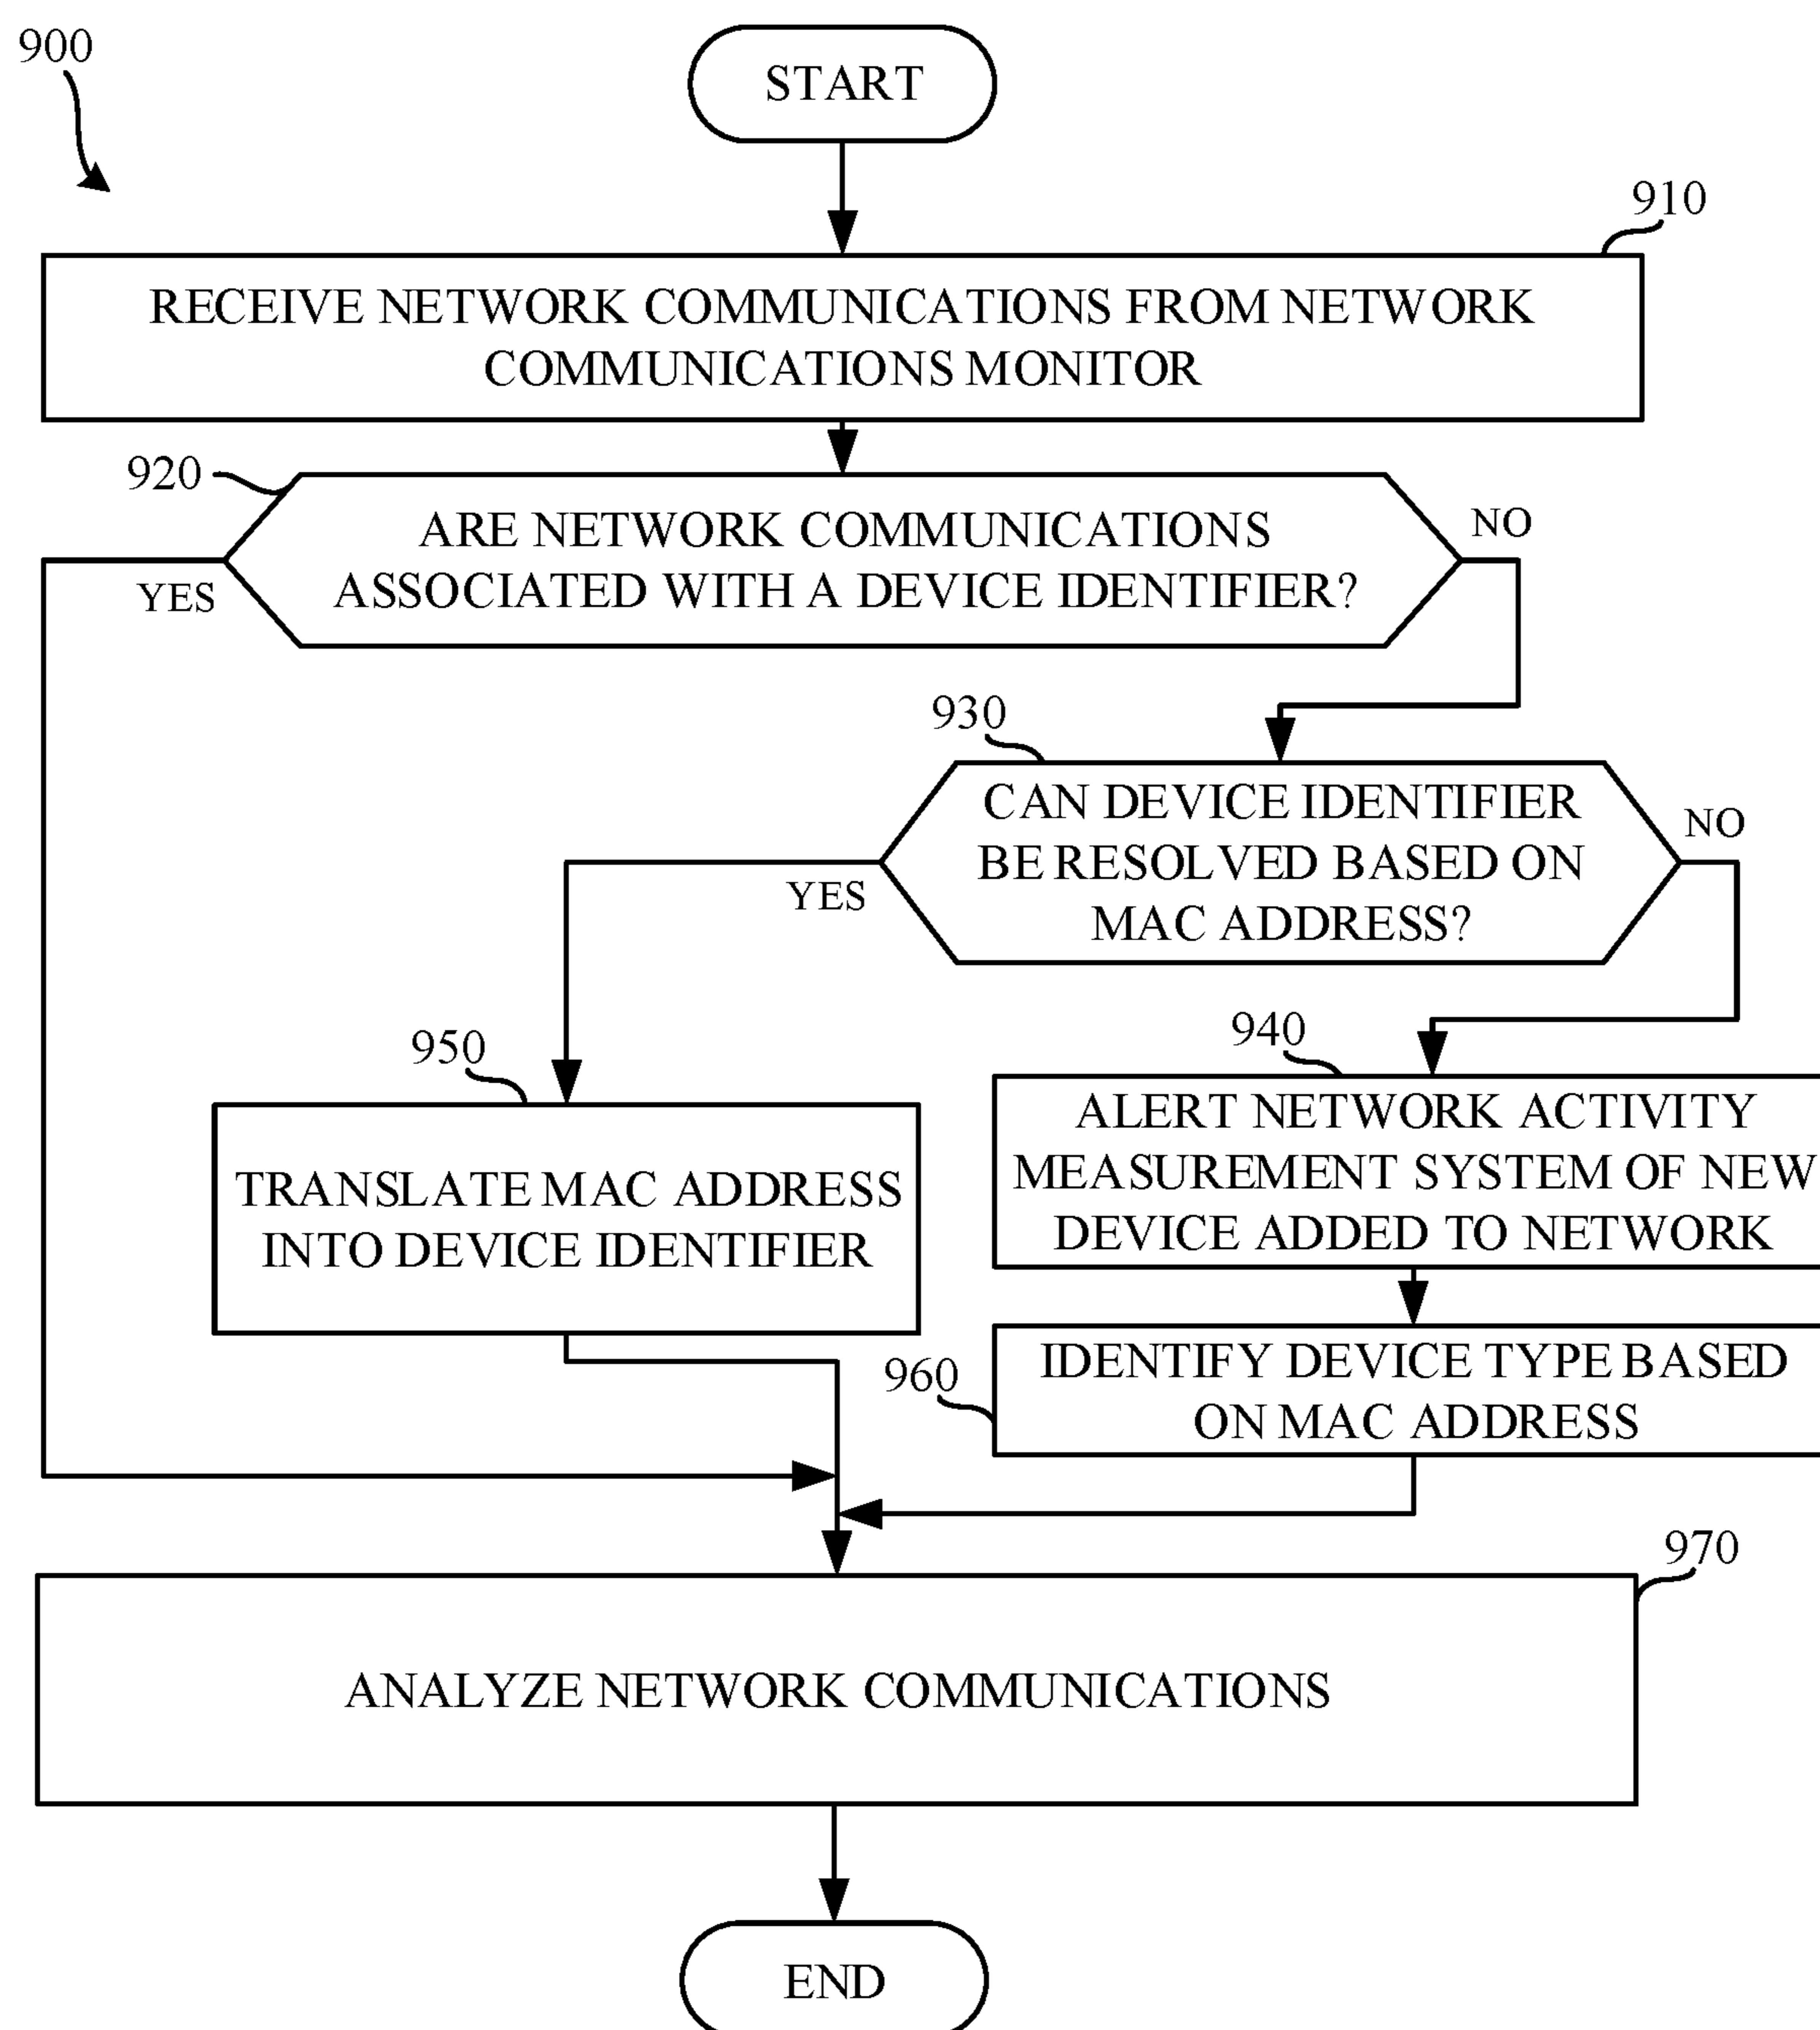 900
START
910
RECEIVE NETWORK COMMUNICATIONS FROM NETWORK
COMMUNICATIONS MONITOR
920
ARE NETWORK COMMUNICATIONS
ASSOCIATED WITH A DEVICE IDENTIFIER?
NO
YES
930
CAN DEVICE IDENTIFIER
BE RESOLVED BASED ON
MAC ADDRESS?
NO
YES
940
ALERT NETWORK ACTIVITY
MEASUREMENT SYSTEM OF NEW
DEVICE ADDED TO NETWORK
950
TRANSLATE MAC ADDRESS
INTO DEVICE IDENTIFIER
960
IDENTIFY DEVICE TYPE BASED
ON MAC ADDRESS
970
ANALYZE NETWORK COMMUNICATIONS
END